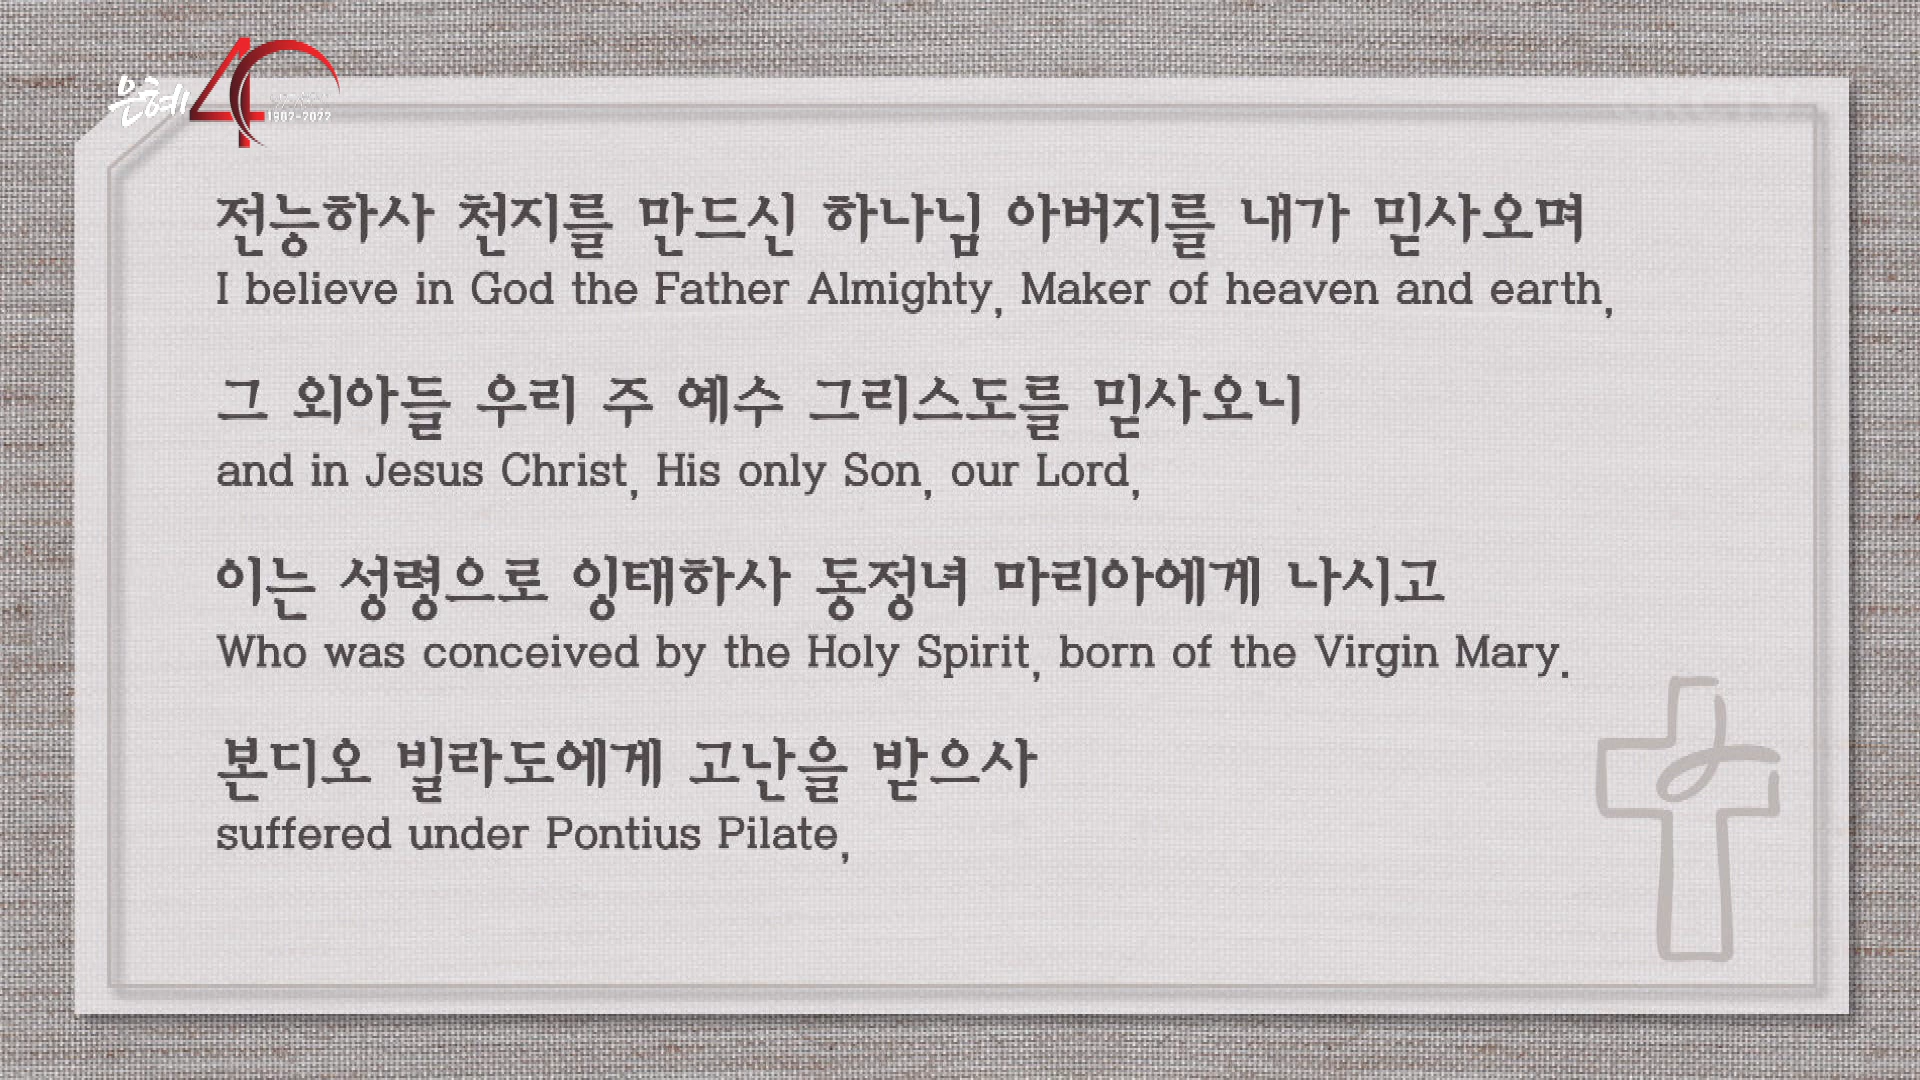 은혜 40
1982-2022
전능하사 천지를 만드신 하나님 아버지를 내가 믿사오며
I believe in God the Father Almighty, Maker of heaven and earth,
그 외아들 우리 주 예수 그리스도를 믿사오니
and in Jesus Christ, His only Son, our Lord,
이는 성령으로 잉태하사 동정녀 마리아에게 나시고
Who was conceived by the Holy Spirit, born of the Virgin Mary.
본디오 빌라도에게 고난을 받으사
suffered under Pontius Pilate,